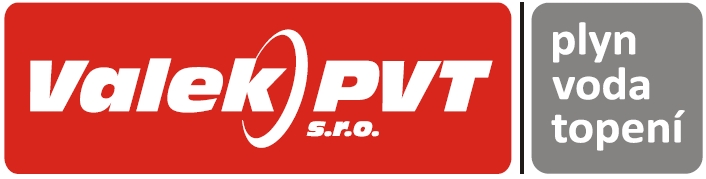 Valek PVT
s.r.o.
plyn
voda
topení